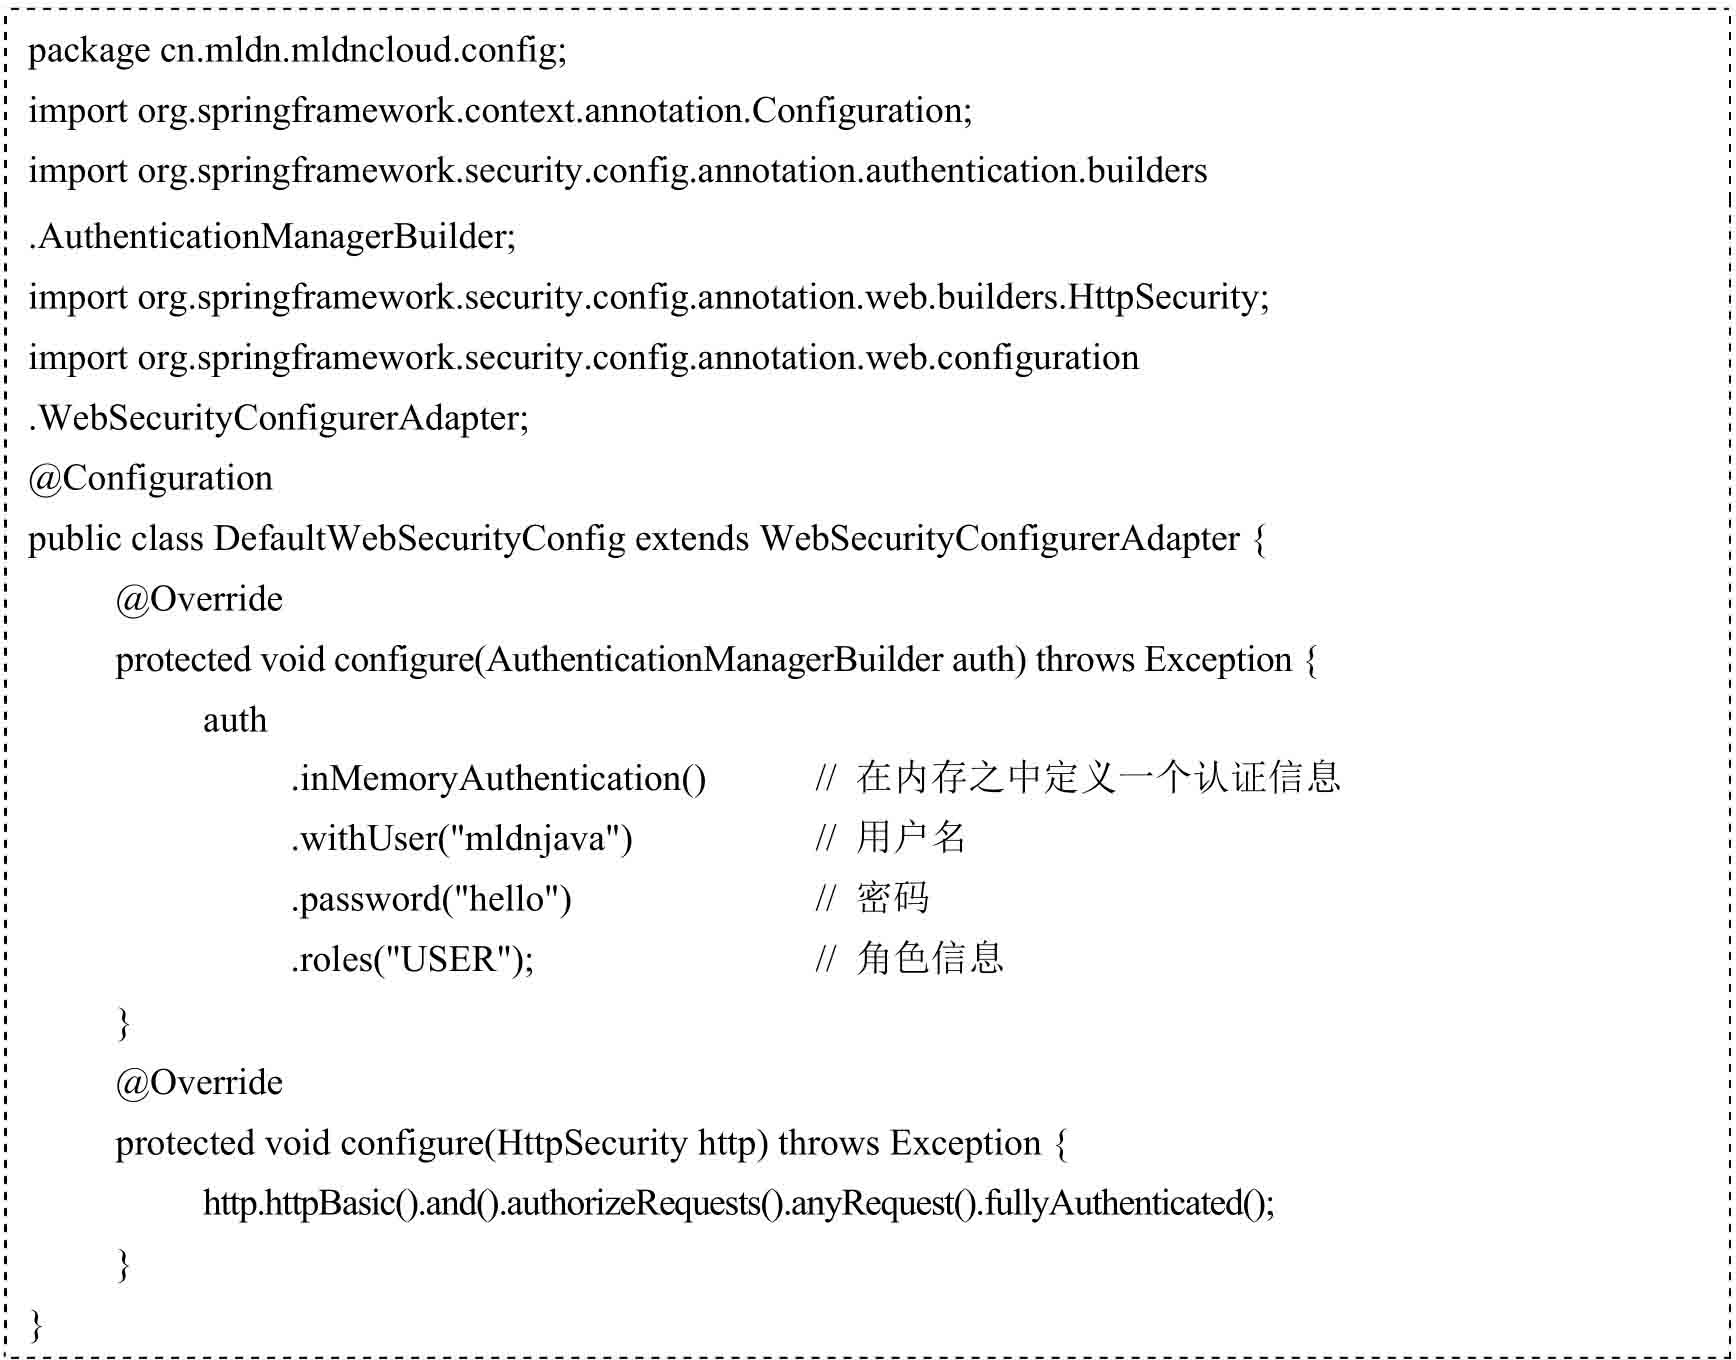 package cn.mldn.mldncloud.config;
import org.springframework.context.annotation.Configuration;
import org.springframework.security.config.annotation.authentication.builders
.AuthenticationManagerBuilder;
import org.springframework.security.config.annotation.web.builders.HttpSecurity;
import org.springframework.security.config.annotation.web.configuration
.WebSecurityConfigurerAdapter;
@Configuration
public class DefaultWebSecurityConfig extends WebSecurityConfigurerAdapter {
@Override
protected void configure(AuthenticationManagerBuilder auth) throws Exception {
auth
.inMemoryAuthentication() // 在内存之中定义一个认证信息
.withUser("mldnjava") // 用户名
.password("hello") // 密码
.roles("USER"); // 角色信息
}
@Override
protected void configure(HttpSecurity http) throws Exception {
http.httpBasic().and().authorizeRequests().anyRequest().fullyAuthenticated();
}
}